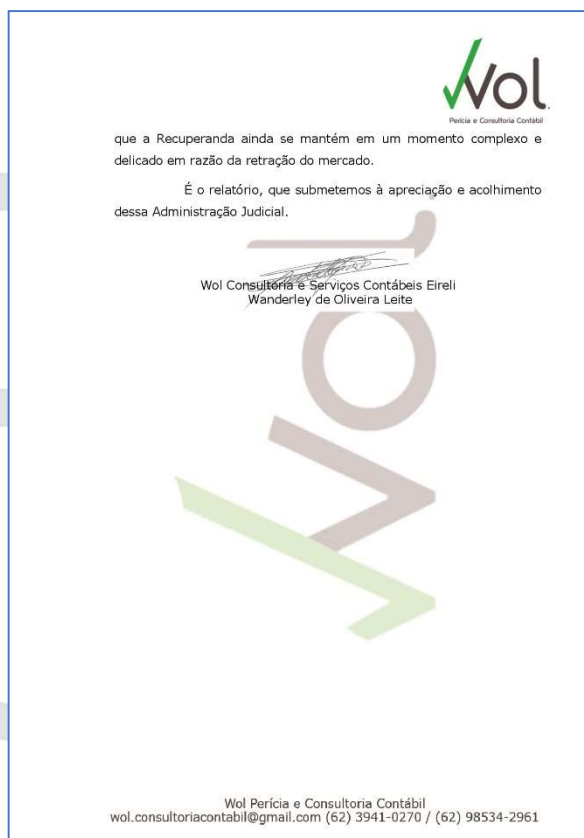 Wol
Perícia e Consultoria Contábil
que a Recuperanda ainda se mantém em um momento complexo e
delicado em razão da retração do mercado.
É o relatório, que submetemos à apreciação e acolhimento
dessa Administração Judicial.
Wol Consultoria e Serviços Contábeis Eireli
Wanderley de Oliveira Leite
Wol
Wol Perícia e Consultoria Contábil
wol.consultoriacontabil@gmail.com (62) 3941-0270 / (62) 98534-2961